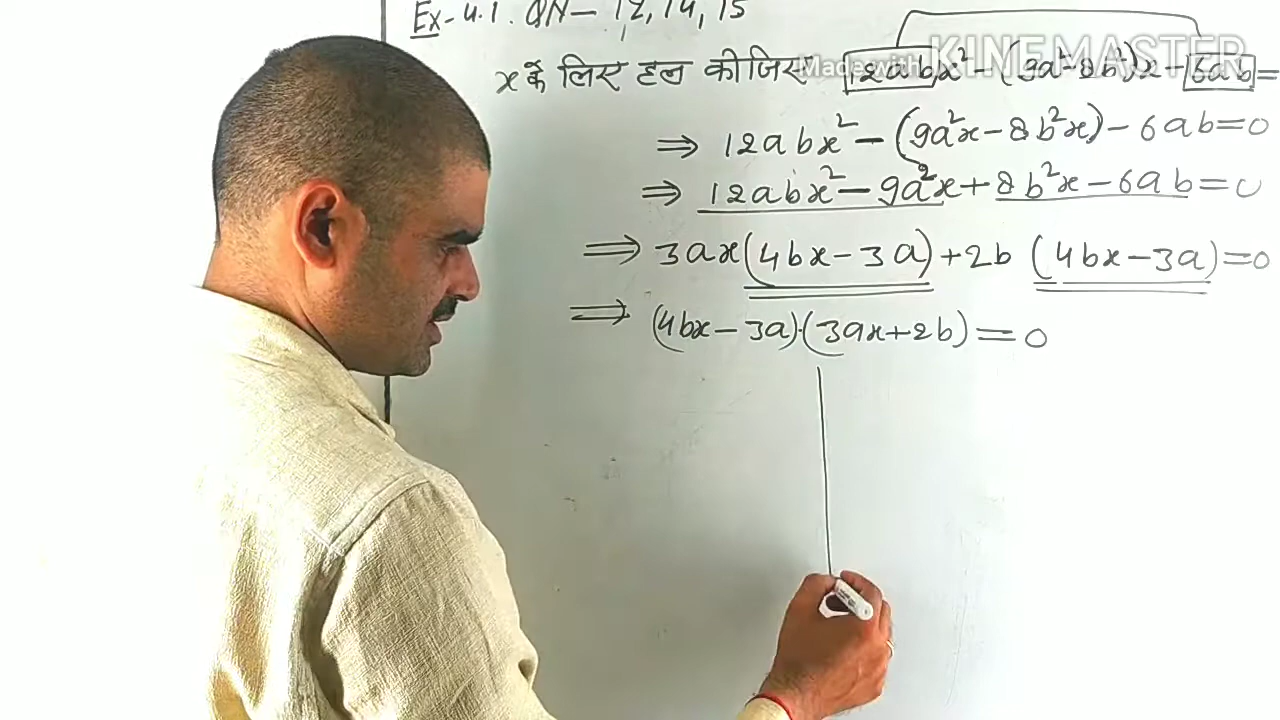 Ex-4.1. QN- 12, 14, 15
x के लिए हल कीजिए 12abx² - (9a²-8b²)x - 6ab=
Made with KINEMASTER
⇒ 12abx² - (9a²x - 8b²x) - 6ab=0
⇒ 12abx² - 9a²x + 8b²x - 6ab = 0
⇒ 3ax(4bx - 3a) + 2b (4bx - 3a) = 0
⇒ (4bx - 3a)·(3ax+2b) = 0